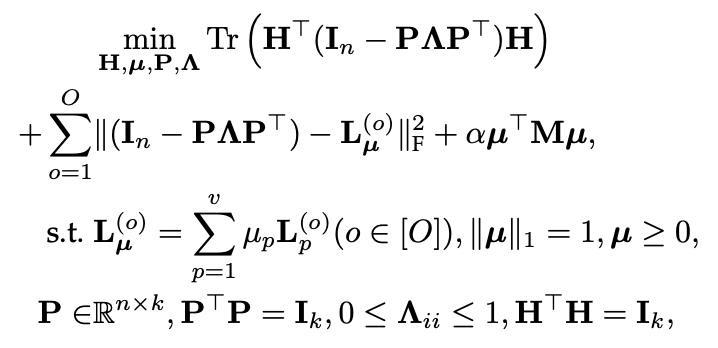 min_{H,μ,P,Λ} Tr(H^⊤(I_n − PΛP^⊤)H)
+ ∑_{o=1}^{O} ‖(I_n − PΛP^⊤) − L_μ^{(o)}‖_F^2 + αμ^⊤Mμ,
s.t. L_μ^{(o)} = ∑_{p=1}^{v} μ_p L_p^{(o)} (o ∈ [O]), ‖μ‖_1 = 1, μ ≥ 0,
P ∈ ℝ^{n×k}, P^⊤P = I_k, 0 ≤ Λ_{ii} ≤ 1, H^⊤H = I_k,